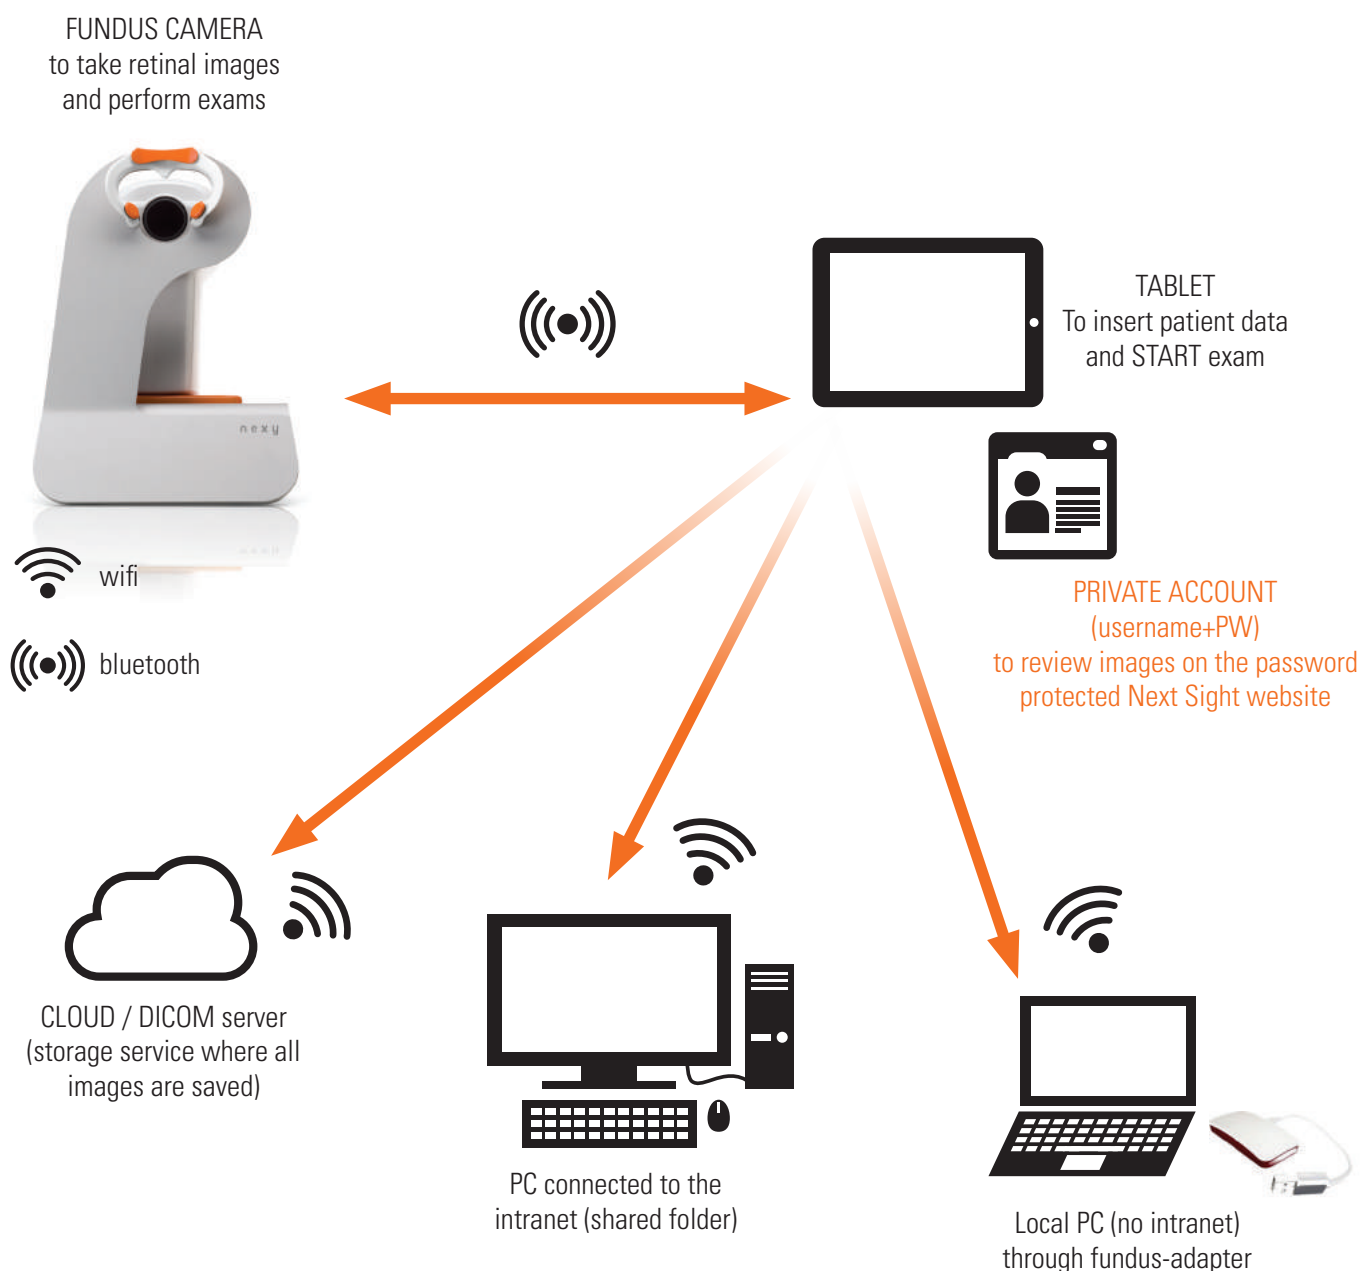 FUNDUS CAMERA
to take retinal images
and perform exams
nexy
TABLET
To insert patient data
and START exam
wifi
bluetooth
PRIVATE ACCOUNT
(username+PW)
to review images on the password
protected Next Sight website
CLOUD / DICOM server
(storage service where all
images are saved)
PC connected to the
intranet (shared folder)
Local PC (no intranet)
through fundus-adapter